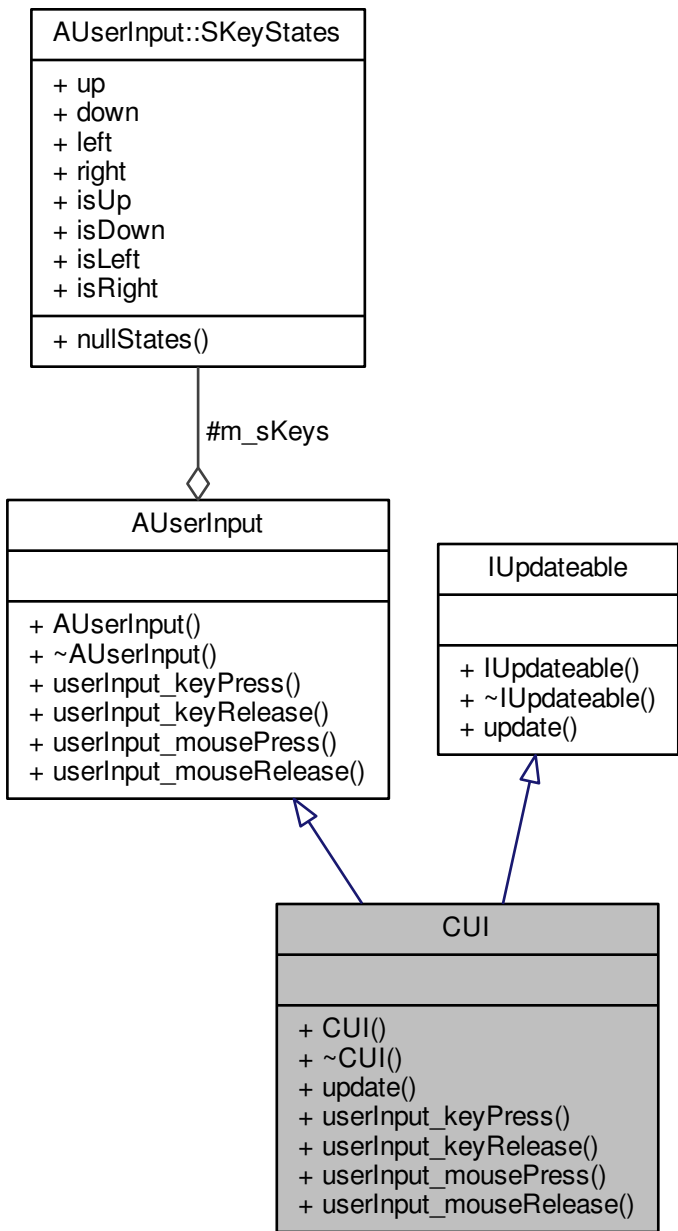 AUserInput::SKeyStates
+ up
+ down
+ left
+ right
+ isUp
+ isDown
+ isLeft
+ isRight
+ nullStates()
#m_sKeys
AUserInput
+ AUserInput()
+ ~AUserInput()
+ userInput_keyPress()
+ userInput_keyRelease()
+ userInput_mousePress()
+ userInput_mouseRelease()
IUpdateable
+ IUpdateable()
+ ~IUpdateable()
+ update()
CUI
+ CUI()
+ ~CUI()
+ update()
+ userInput_keyPress()
+ userInput_keyRelease()
+ userInput_mousePress()
+ userInput_mouseRelease()